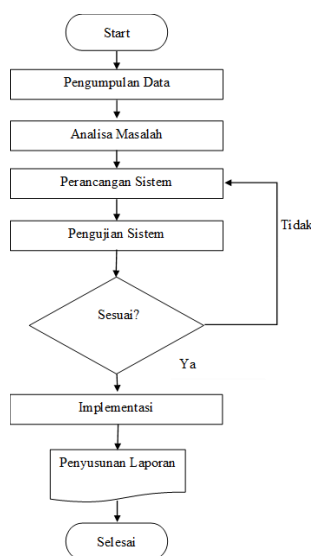 Start
Pengumpulan Data
Analisa Masalah
Perancangan Sistem
Pengujian Sistem
Tidak
Sesuai?
Ya
Implementasi
Penyusunan Laporan
Selesai